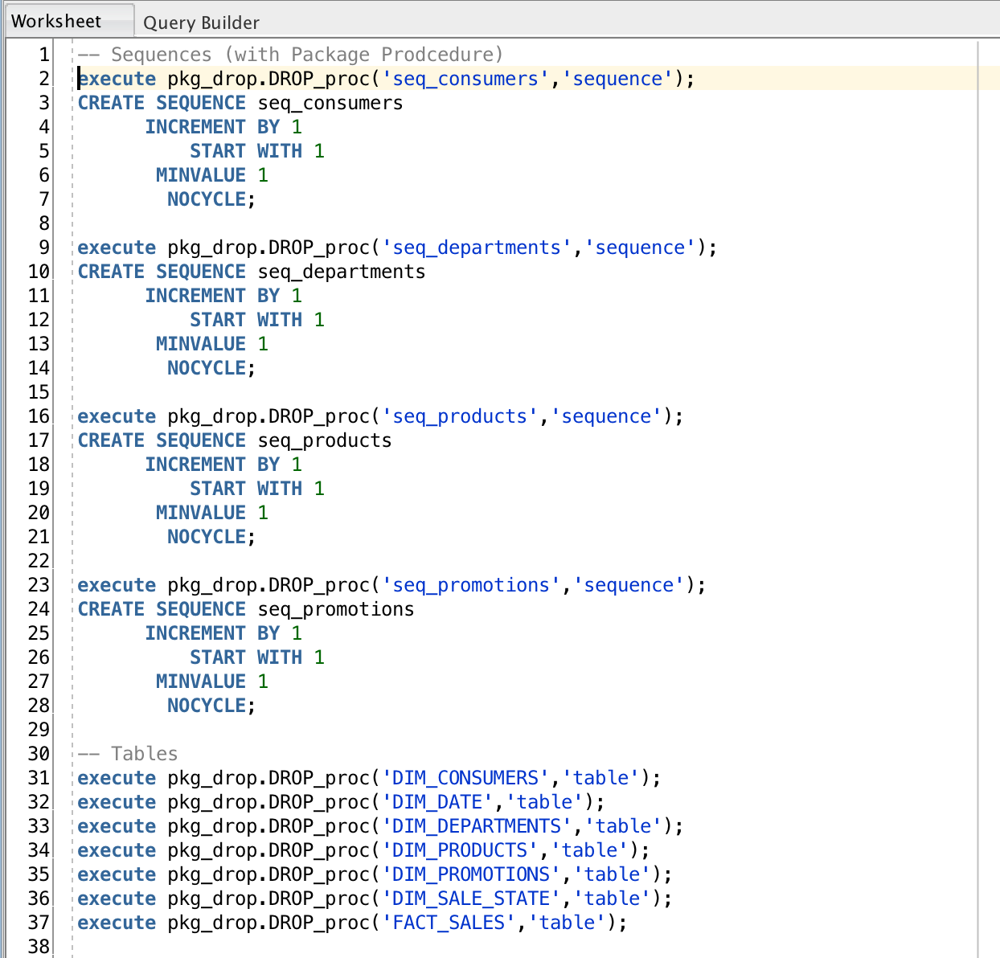 Worksheet Query Builder
1 -- Sequences (with Package Prodcedure)
2 execute pkg_drop.DROP_proc('seq_consumers','sequence');
3 CREATE SEQUENCE seq_consumers
4 INCREMENT BY 1
5 START WITH 1
6 MINVALUE 1
7 NOCYCLE;
8
9 execute pkg_drop.DROP_proc('seq_departments','sequence');
10 CREATE SEQUENCE seq_departments
11 INCREMENT BY 1
12 START WITH 1
13 MINVALUE 1
14 NOCYCLE;
15
16 execute pkg_drop.DROP_proc('seq_products','sequence');
17 CREATE SEQUENCE seq_products
18 INCREMENT BY 1
19 START WITH 1
20 MINVALUE 1
21 NOCYCLE;
22
23 execute pkg_drop.DROP_proc('seq_promotions','sequence');
24 CREATE SEQUENCE seq_promotions
25 INCREMENT BY 1
26 START WITH 1
27 MINVALUE 1
28 NOCYCLE;
29
30 -- Tables
31 execute pkg_drop.DROP_proc('DIM_CONSUMERS','table');
32 execute pkg_drop.DROP_proc('DIM_DATE','table');
33 execute pkg_drop.DROP_proc('DIM_DEPARTMENTS','table');
34 execute pkg_drop.DROP_proc('DIM_PRODUCTS','table');
35 execute pkg_drop.DROP_proc('DIM_PROMOTIONS','table');
36 execute pkg_drop.DROP_proc('DIM_SALE_STATE','table');
37 execute pkg_drop.DROP_proc('FACT_SALES','table');
38